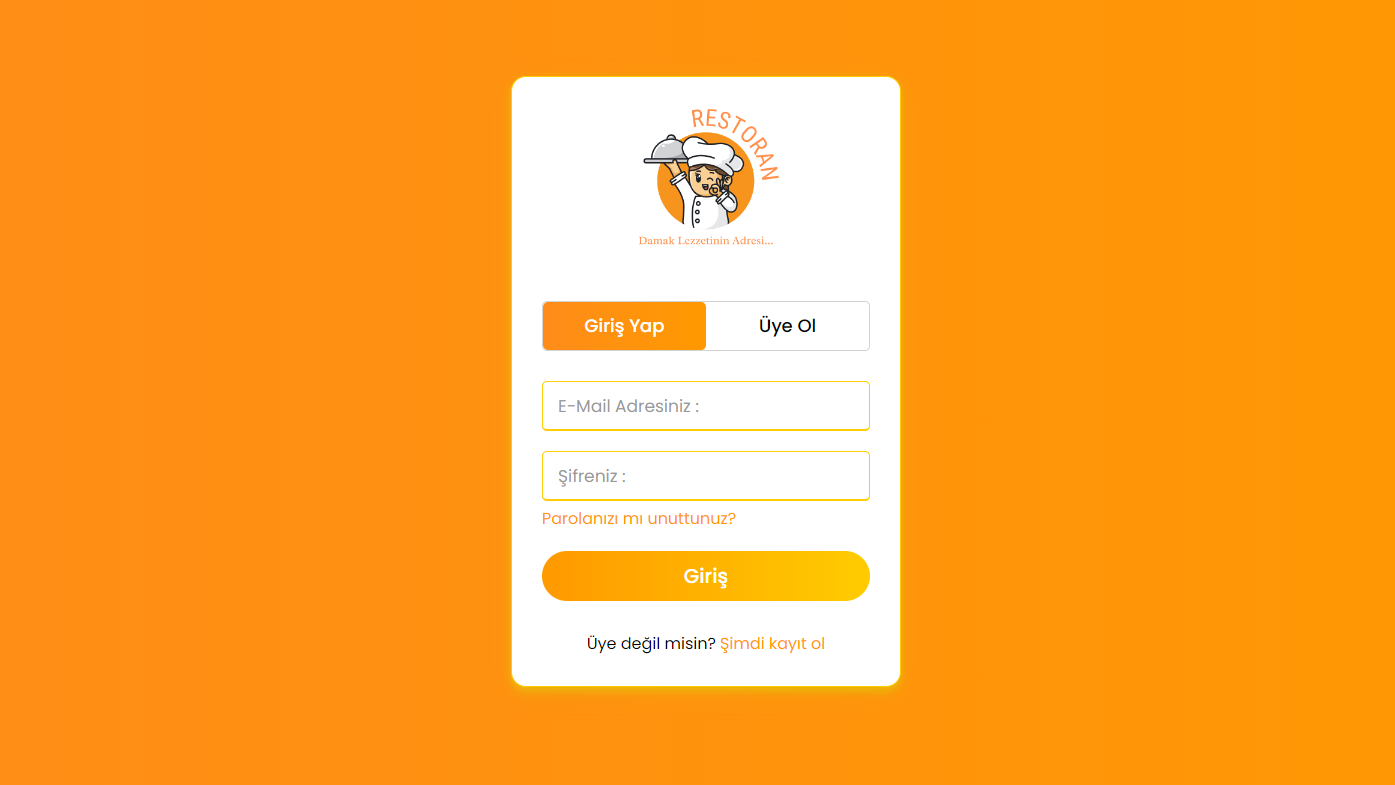 RESTORAN
Damak Lezzetinin Adresi...
Giriş Yap
Üye Ol
E-Mail Adresiniz :
Şifreniz :
Parolanızı mı unuttunuz?
Giriş
Üye değil misin? Şimdi kayıt ol